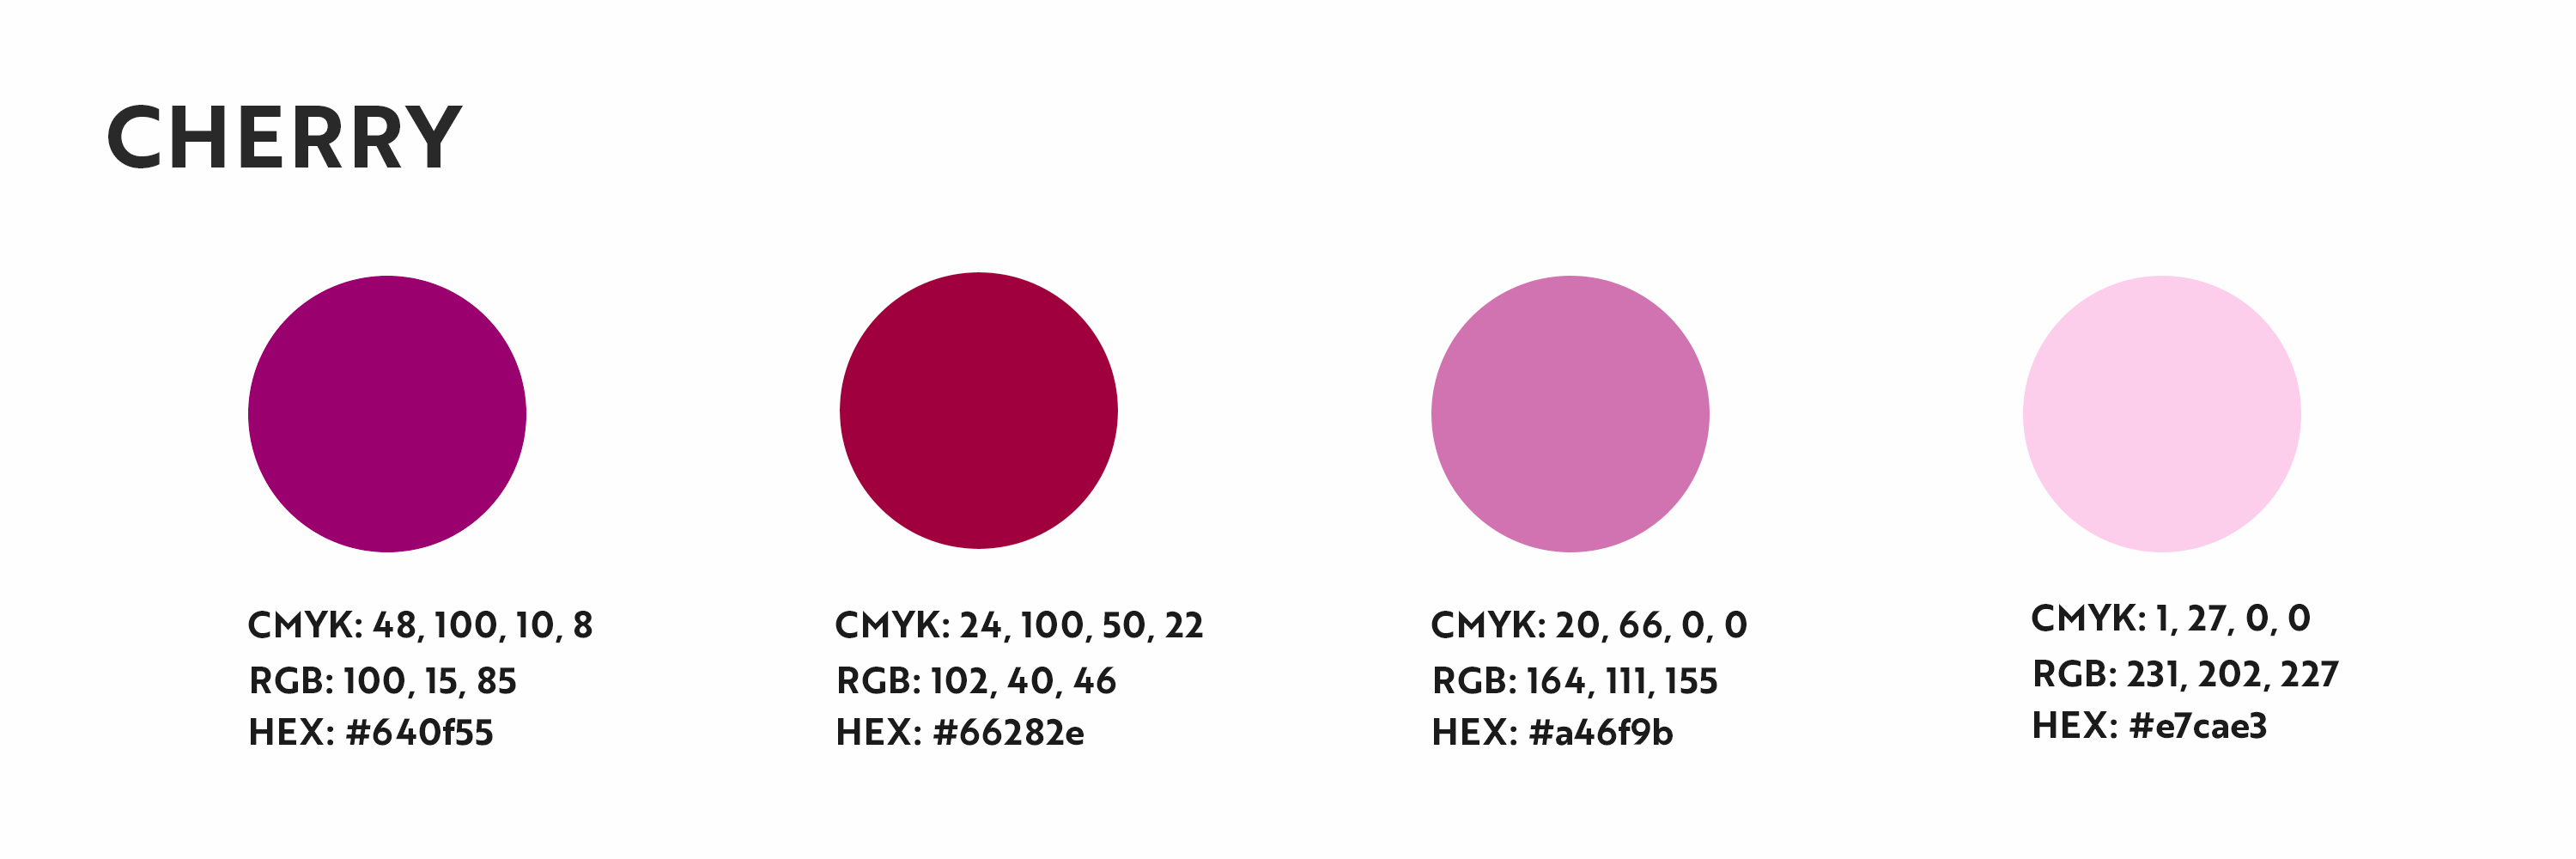 CHERRY
CMYK: 48, 100, 10, 8
RGB: 100, 15, 85
HEX: #640f55
CMYK: 24, 100, 50, 22
RGB: 102, 40, 46
HEX: #66282e
CMYK: 20, 66, 0, 0
RGB: 164, 111, 155
HEX: #a46f9b
CMYK: 1, 27, 0, 0
RGB: 231, 202, 227
HEX: #e7cae3